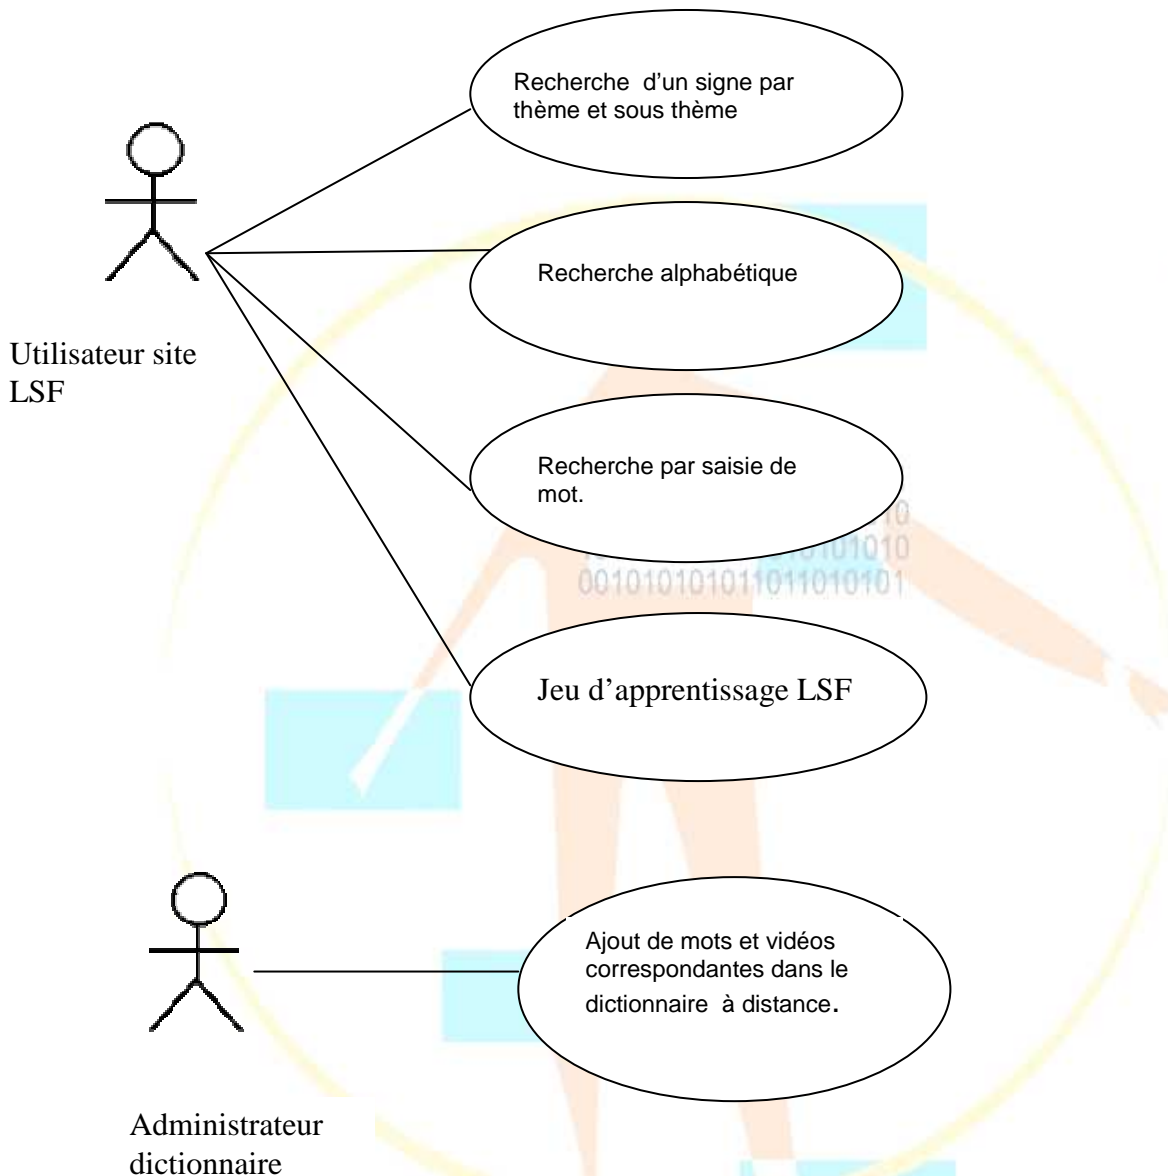 Recherche d'un signe par
thème et sous thème
Recherche alphabétique
Utilisateur site
LSF
Recherche par saisie de
mot.
001010101011011010101
Jeu d'apprentissage LSF
Ajout de mots et vidéos
correspondantes dans le
dictionnaire à distance.
Administrateur
dictionnaire